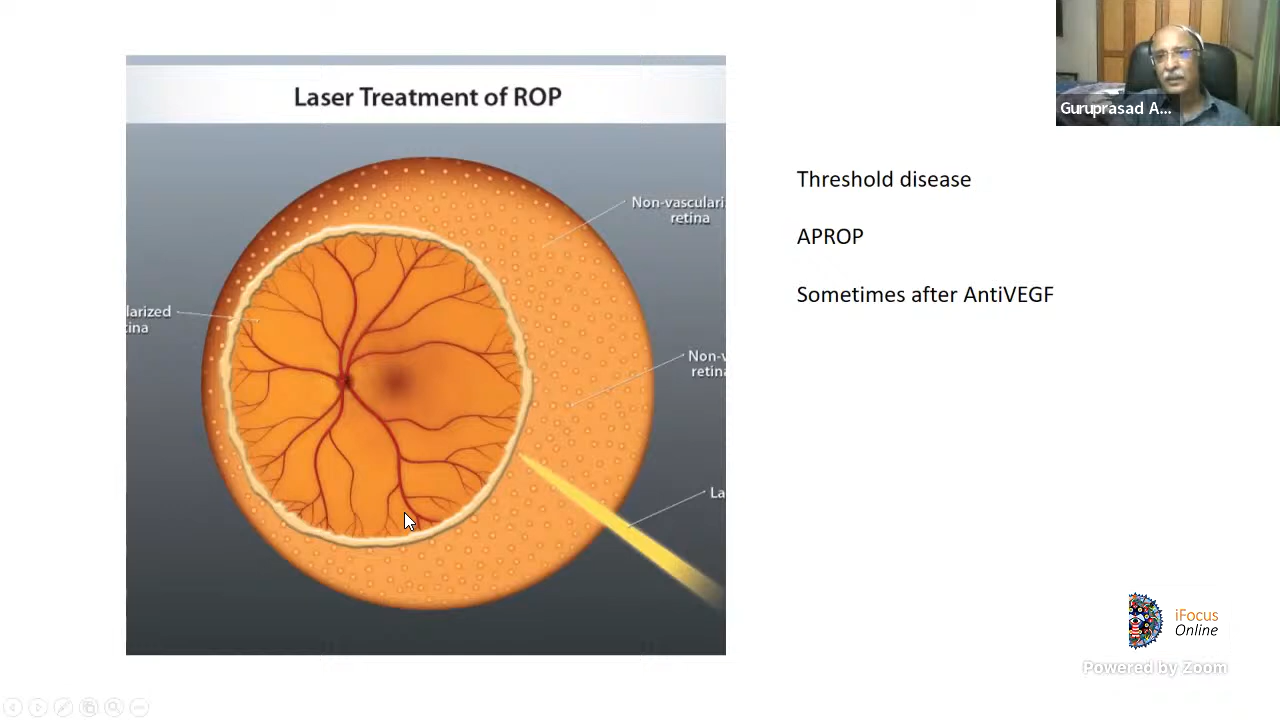 Laser Treatment of ROP
Guruprasad A...
Threshold disease
APROP
Sometimes after AntiVEGF
Non-vasculari
retina
larized
tina
Non-v
retina
La
iFocus
Online
Powered by Zoom